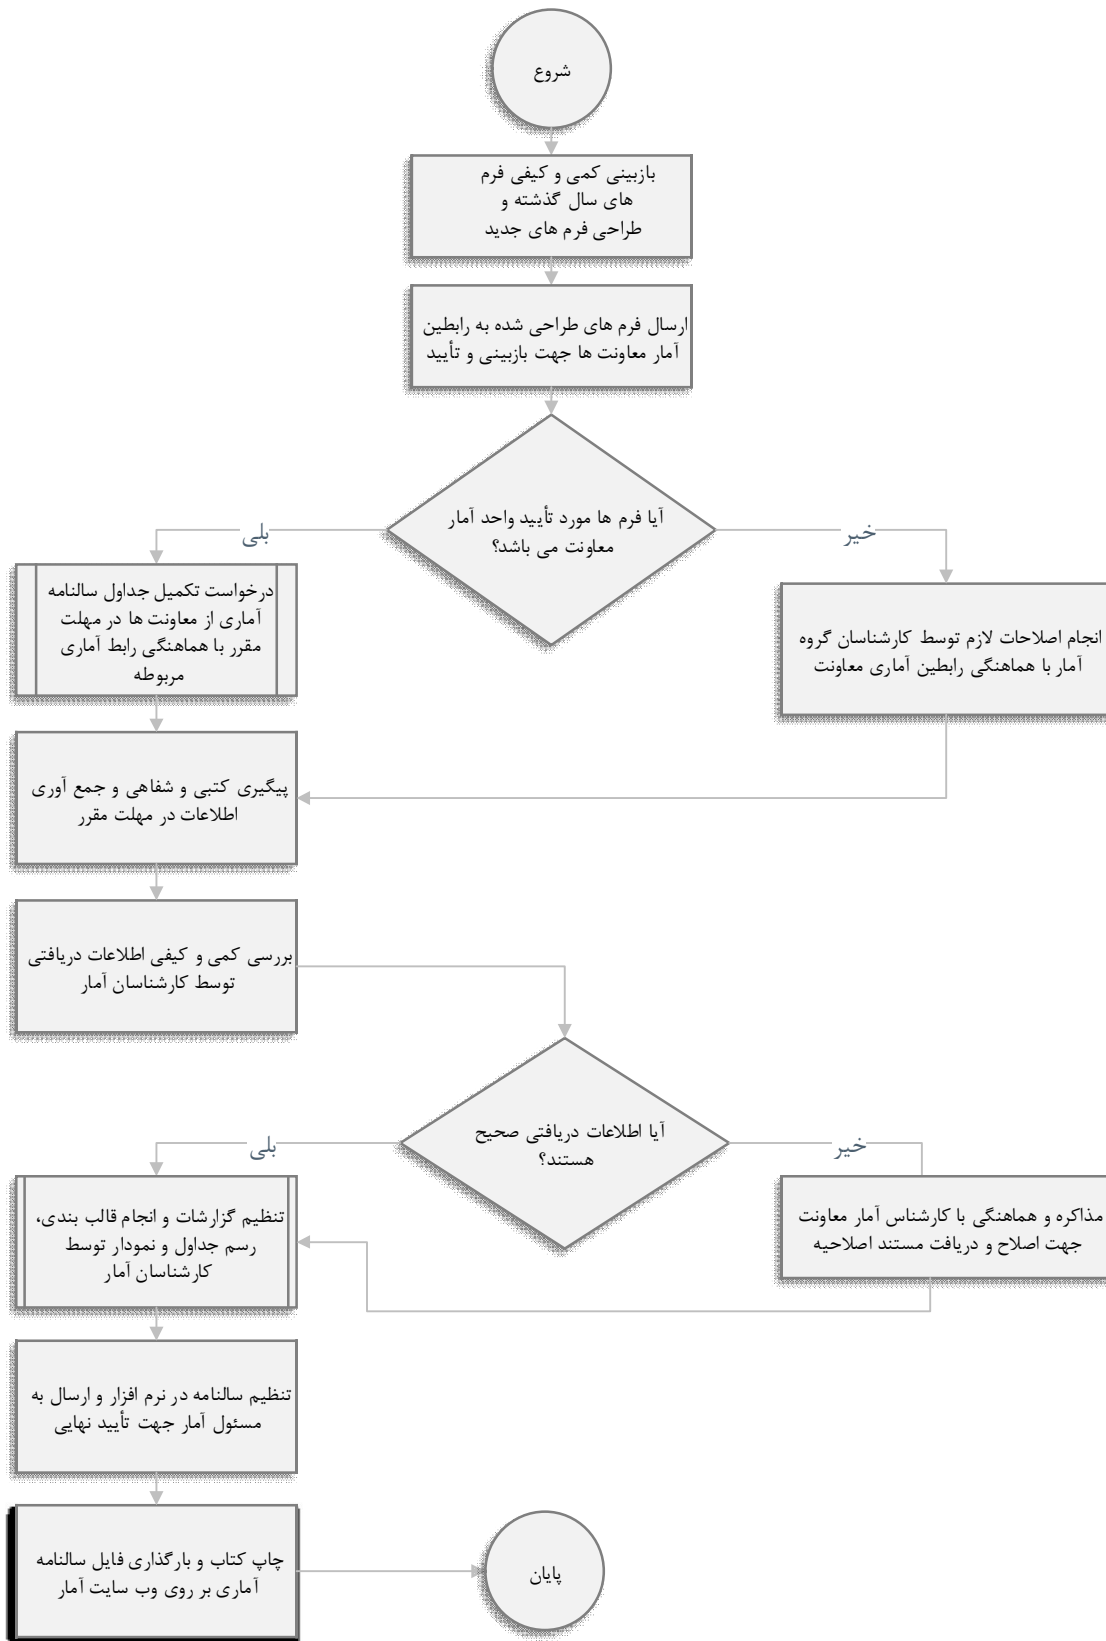 شروع
بازبینی کمی و کیفی فرم
های سال گذشته و
طراحی فرم های جدید
ارسال فرم های طراحی شده به رابطین
آمار معاونت ها جهت بازبینی و تأیید
آیا فرم ها مورد تأیید واحد آمار
معاونت می باشد؟
خیر
بلی
انجام اصلاحات لازم توسط کارشناسان گروه
آمار با هماهنگی رابطین آماری معاونت
درخواست تکمیل جداول سالنامه
آماری از معاونت ها در مهلت
مقرر با هماهنگی رابط آماری
مربوطه
پیگیری کتبی و شفاهی و جمع آوری
اطلاعات در مهلت مقرر
بررسی کمی و کیفی اطلاعات دریافتی
توسط کارشناسان آمار
آیا اطلاعات دریافتی صحیح
هستند؟
خیر
بلی
مذاکره و هماهنگی با کارشناس آمار معاونت
جهت اصلاح و دریافت مستند اصلاحیه
تنظیم گزارشات و انجام قالب بندی،
رسم جداول و نمودار توسط
کارشناسان آمار
تنظیم سالنامه در نرم افزار و ارسال به
مسئول آمار جهت تأیید نهایی
چاپ کتاب و بارگذاری فایل سالنامه
آماری بر روی وب سایت آمار
پایان